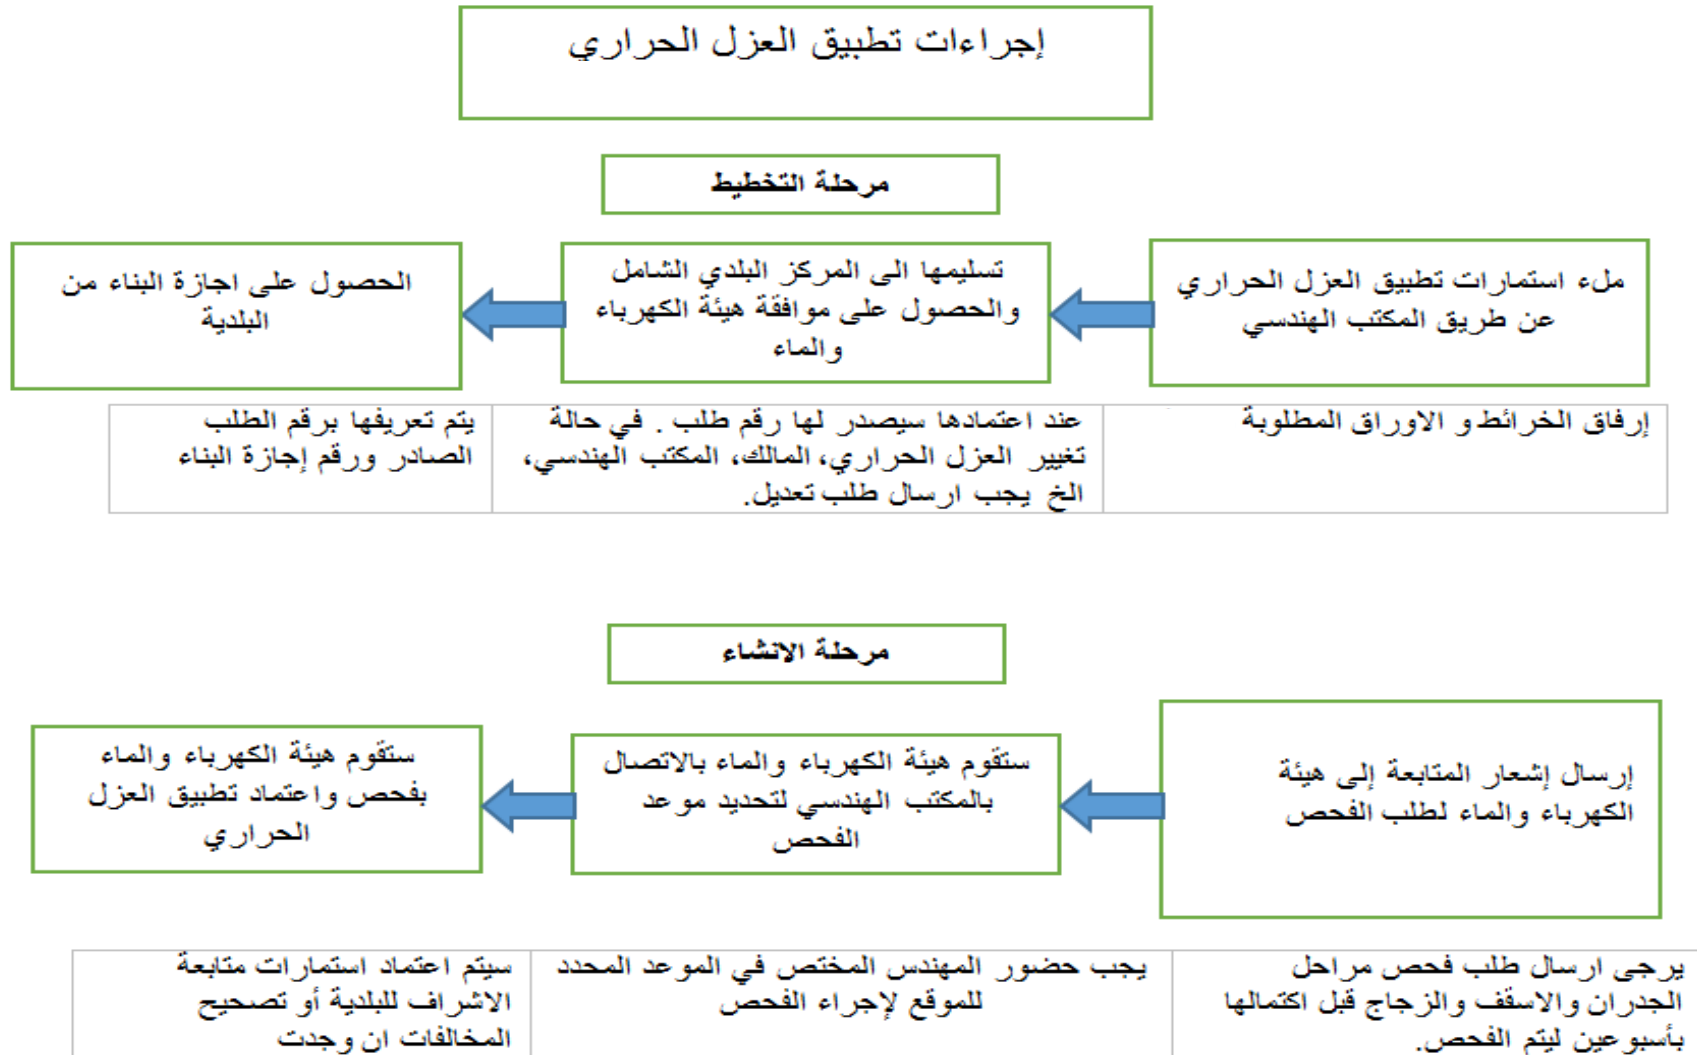 إجراءات تطبيق العزل الحراري
مرحلة التخطيط
ملء استمارات تطبيق العزل الحراري
عن طريق المكتب الهندسي
تسليمها الى المركز البلدي الشامل
والحصول على موافقة هيئة الكهرباء
والماء
الحصول على اجازة البناء من
البلدية
إرفاق الخرائط و الاوراق المطلوبة
عند اعتمادها سيصدر لها رقم طلب . في حالة
تغيير العزل الحراري، المالك، المكتب الهندسي،
الخ يجب ارسال طلب تعديل.
يتم تعريفها برقم الطلب
الصادر ورقم إجازة البناء
مرحلة الانشاء
إرسال إشعار المتابعة إلى هيئة
الكهرباء والماء لطلب الفحص
ستقوم هيئة الكهرباء والماء بالاتصال
بالمكتب الهندسي لتحديد موعد
الفحص
ستقوم هيئة الكهرباء والماء
بفحص واعتماد تطبيق العزل
الحراري
يرجى ارسال طلب فحص مراحل
الجدران والاسقف والزجاج قبل اكتمالها
بأسبوعين ليتم الفحص.
يجب حضور المهندس المختص في الموعد المحدد
للموقع لإجراء الفحص
سيتم اعتماد استمارات متابعة
الاشراف للبلدية أو تصحيح
المخالفات ان وجدت